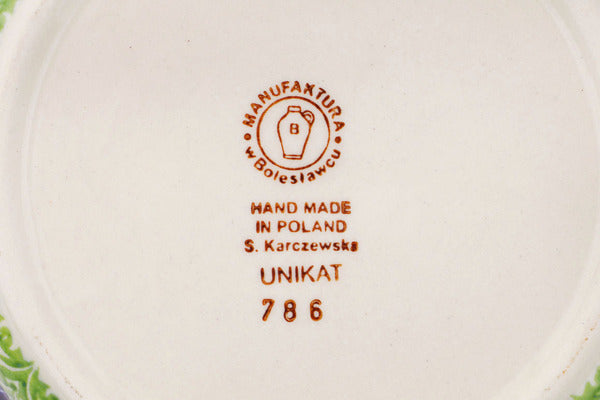 MANUFAKTURA
B
w Bolesławcu
HAND MADE
IN POLAND
S. Karczewska
UNIKAT
786